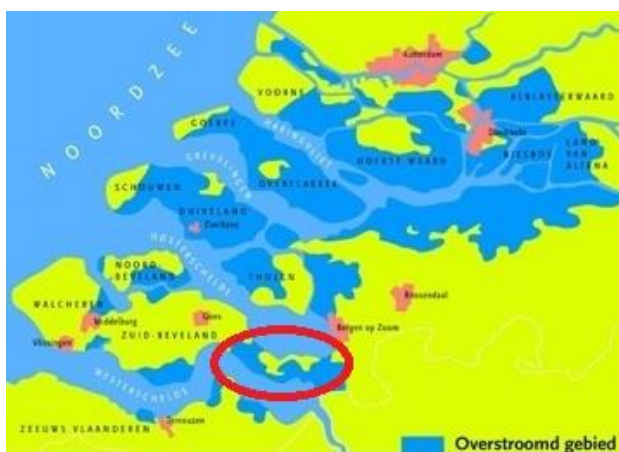 NOORDZEE
Rotterdam
VOORNE
ALBLASSERWAARD
GOEREE
HARINGVLIET
Dordrecht
HOEKSE WAARD
BIESBOS
LAND
VAN
ALTENA
GREVELINGEN
OVERFLAKKEE
SCHOUWEN
DUIVELAND
Zierikzee
OOSTERSCHELDE
NOORD-
BEVELAND
THOLEN
Roosendaal
WALCHEREN
Middelburg
Goes
Bergen op Zoom
ZUID-BEVELAND
Vlissingen
WESTERSCHELDE
Terneuzen
ZEEUWS VLAANDEREN
Overstroomd gebied